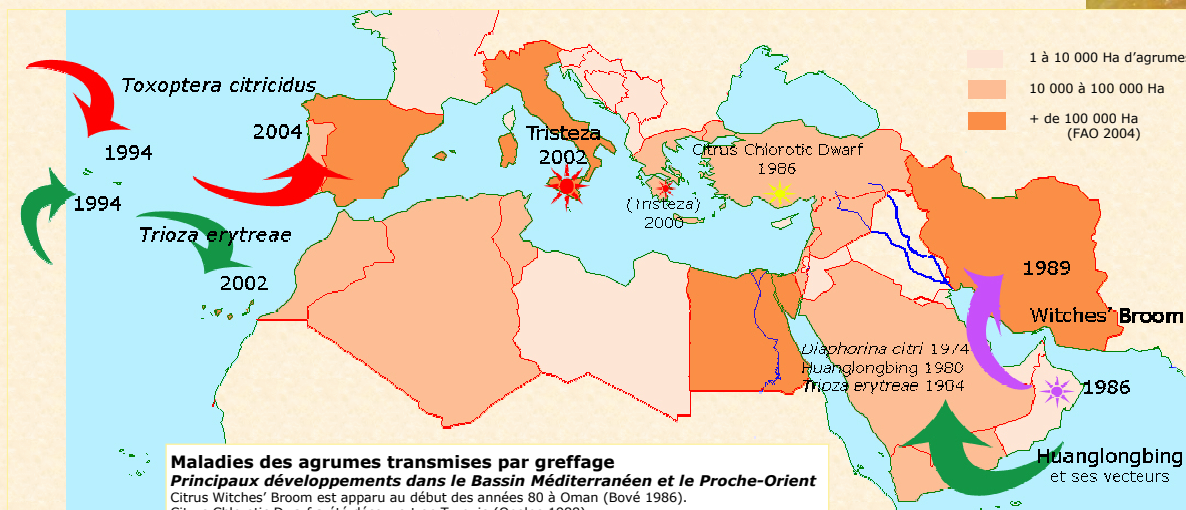 1 à 10 000 Ha d'agrumes
10 000 à 100 000 Ha
+ de 100 000 Ha
(FAO 2004)
Toxoptera citricidus
1994
2004
1994
Trioza erytreae
2002
Tristeza
2002
(Tristeza)
2000
Citrus Chlorotic Dwarf
1986
1989
Witches' Broom
Diaphorina citri 1974
Huanglongbing 1980
1986
Huanglongbing
et ses vecteurs
Maladies des agrumes transmises par greffage
Principaux développements dans le Bassin Méditerranéen et le Proche-Orient
Citrus Witches' Broom est apparu au début des années 80 à Oman (Bové 1986).